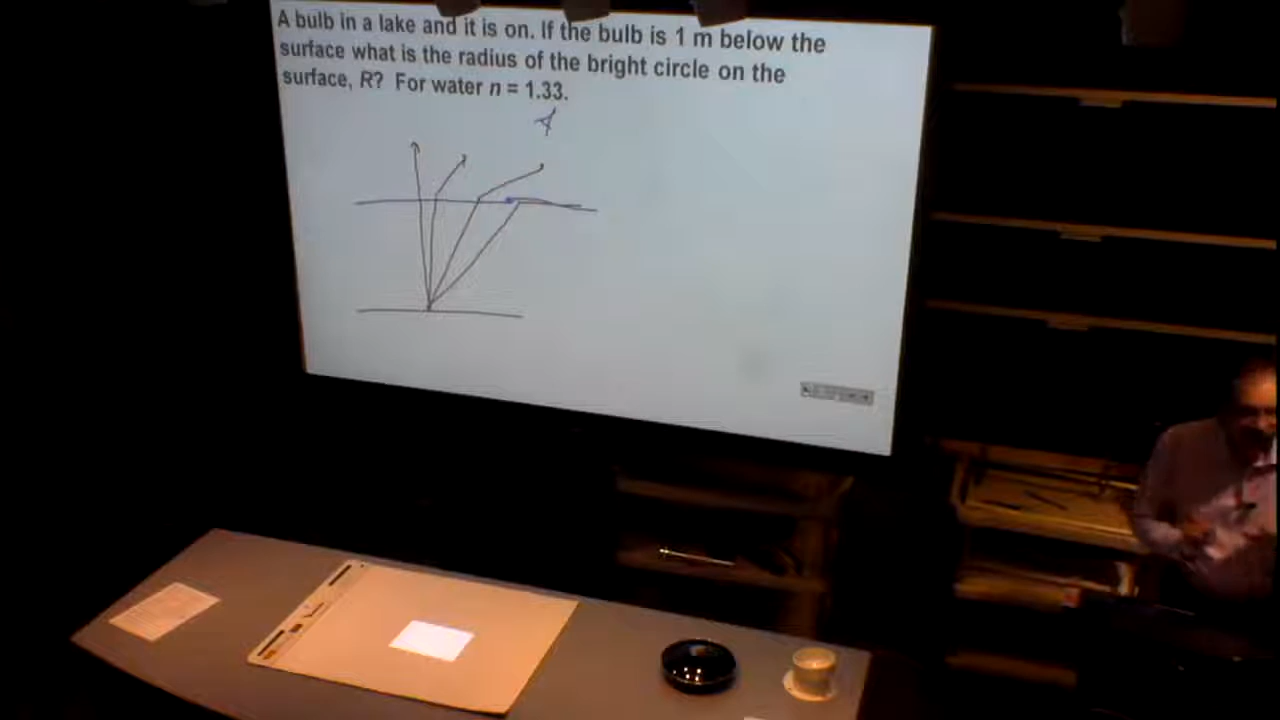 A bulb in a lake and it is on. If the bulb is 1 m below the
surface what is the radius of the bright circle on the
surface, R? For water n = 1.33.